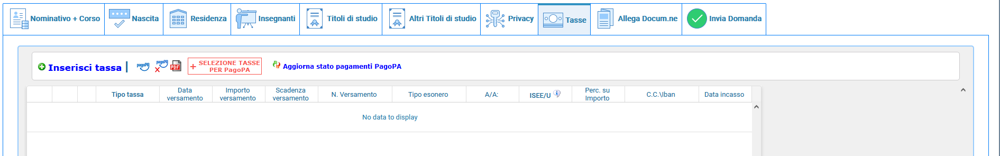 Nominativo + Corso
Nascita
Residenza
Insegnanti
Titoli di studio
Altri Titoli di studio
Privacy
Tasse
Allega Docum.ne
Invia Domanda
Inserisci tassa |
pagoPA
pagoPA
PDF
+ SELEZIONE TASSE
PER PagoPA
Aggiorna stato pagamenti PagoPA
Tipo tassa
Data
versamento
Importo
versamento
Scadenza
versamento
N. Versamento
Tipo esonero
A/A:
ISEE/U
Perc. su
Importo
C.C.\Iban
Data incasso
No data to display